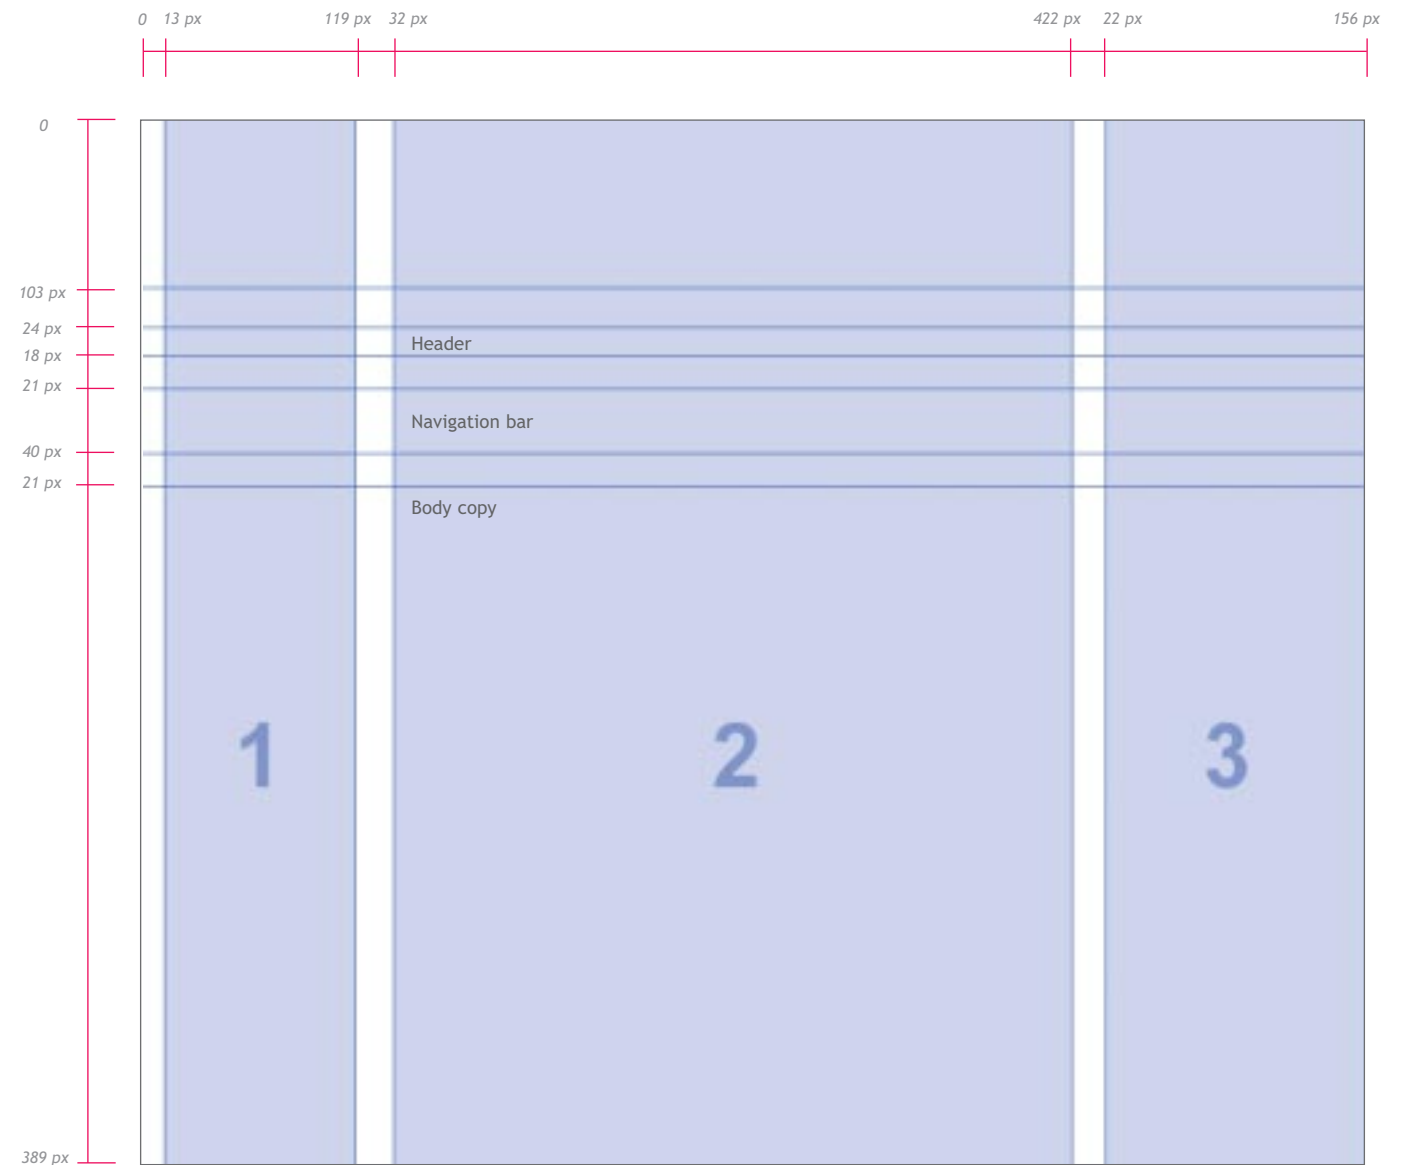 0 13 px 119 px 32 px 422 px 22 px 156 px
0
103 px
24 px
Header
18 px
21 px
Navigation bar
40 px
21 px
Body copy
1 2 3
389 px